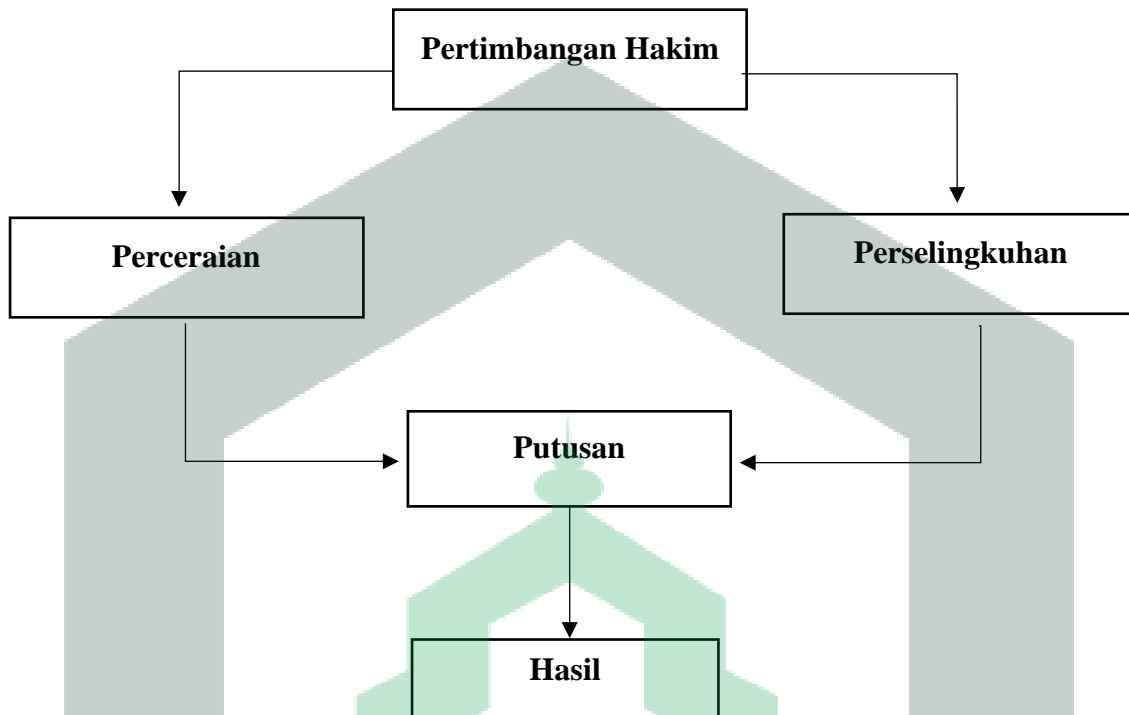 Pertimbangan Hakim
Perceraian
Perselingkuhan
Putusan
Hasil